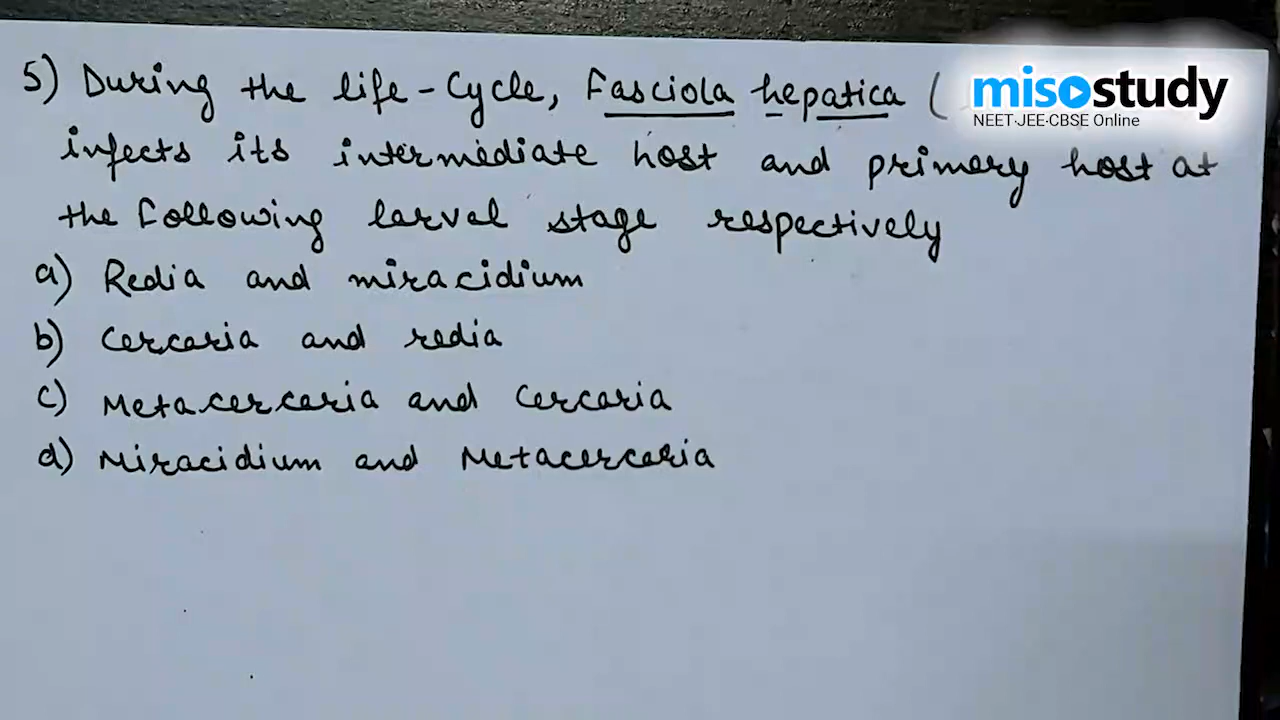 misostudy
NEET·JEE·CBSE Online
5) During the life-cycle, Fasciola hepatica (
infects its intermediate host and primary host at
the following larval stage respectively
a) Redia and miracidium
b) Cercaria and redia
c) Metacercaria and Cercaria
d) Miracidium and Metacercaria